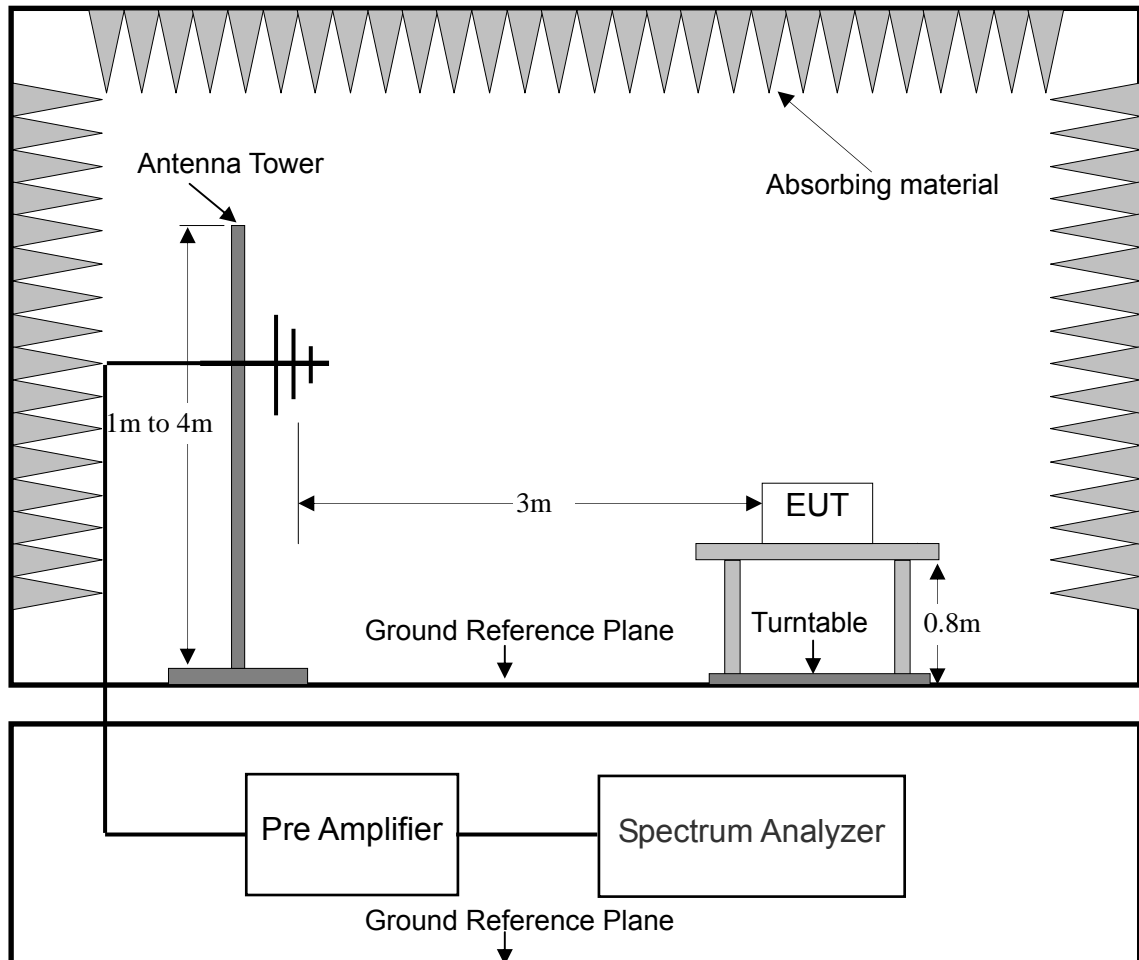 Antenna Tower
Absorbing material
1m to 4m
3m
EUT
Ground Reference Plane
Turntable
0.8m
Pre Amplifier
Spectrum Analyzer
Ground Reference Plane